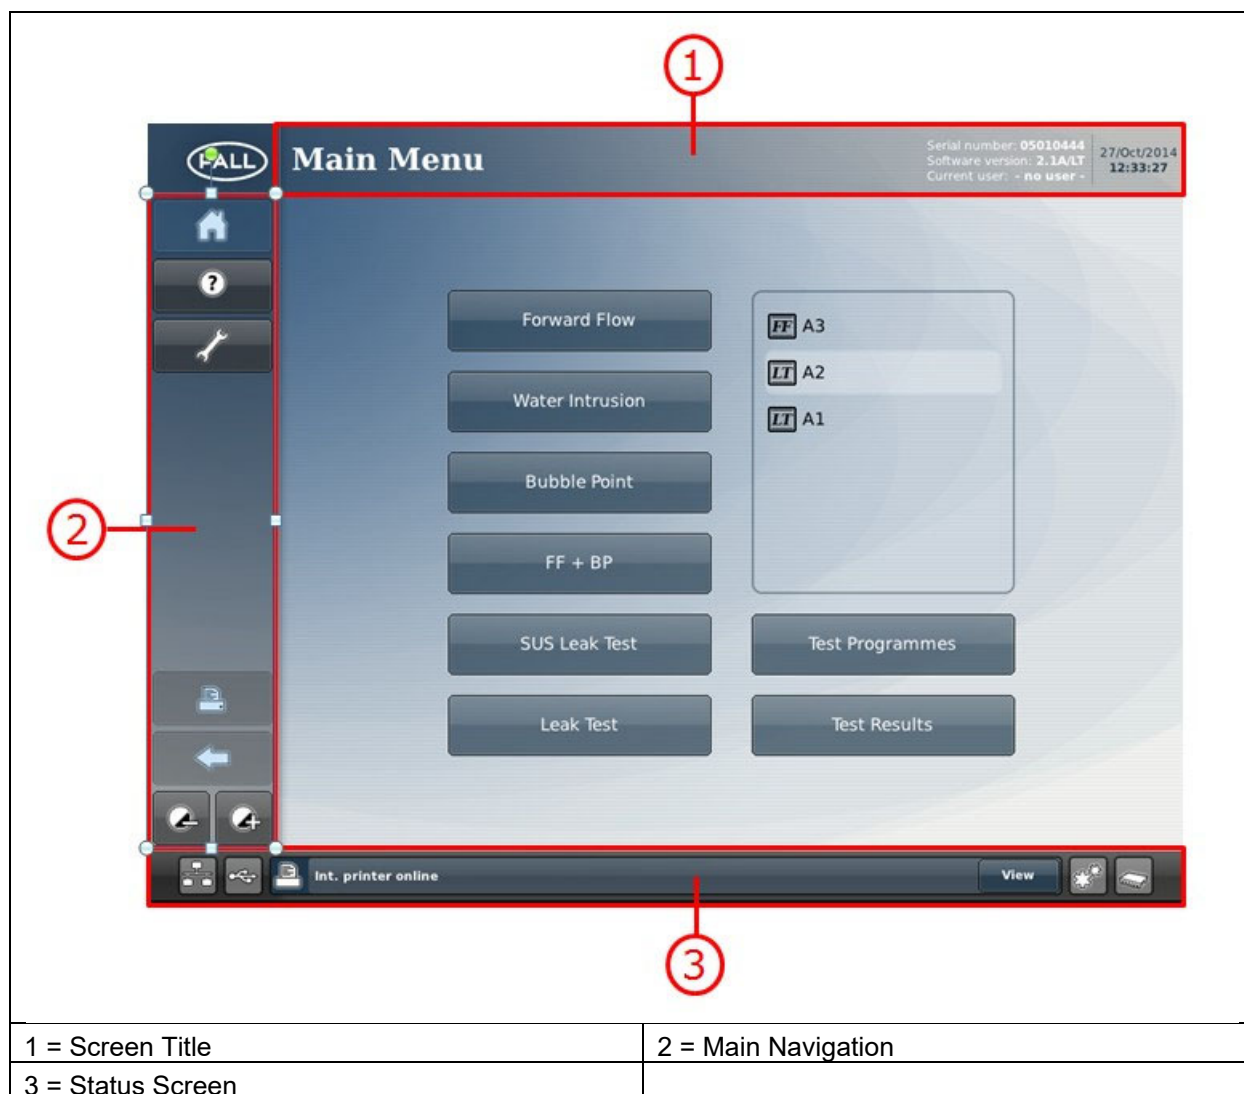 1
PALL
Main Menu
Serial number: 05010444
Software version: 2.1A/LT
Current user: - no user -
27/Oct/2014
12:33:27
?
Forward Flow
Water Intrusion
Bubble Point
FF + BP
SUS Leak Test
Leak Test
FF A3
LT A2
LT A1
Test Programmes
Test Results
2
Int. printer online
View
3
1 = Screen Title
2 = Main Navigation
3 = Status Screen